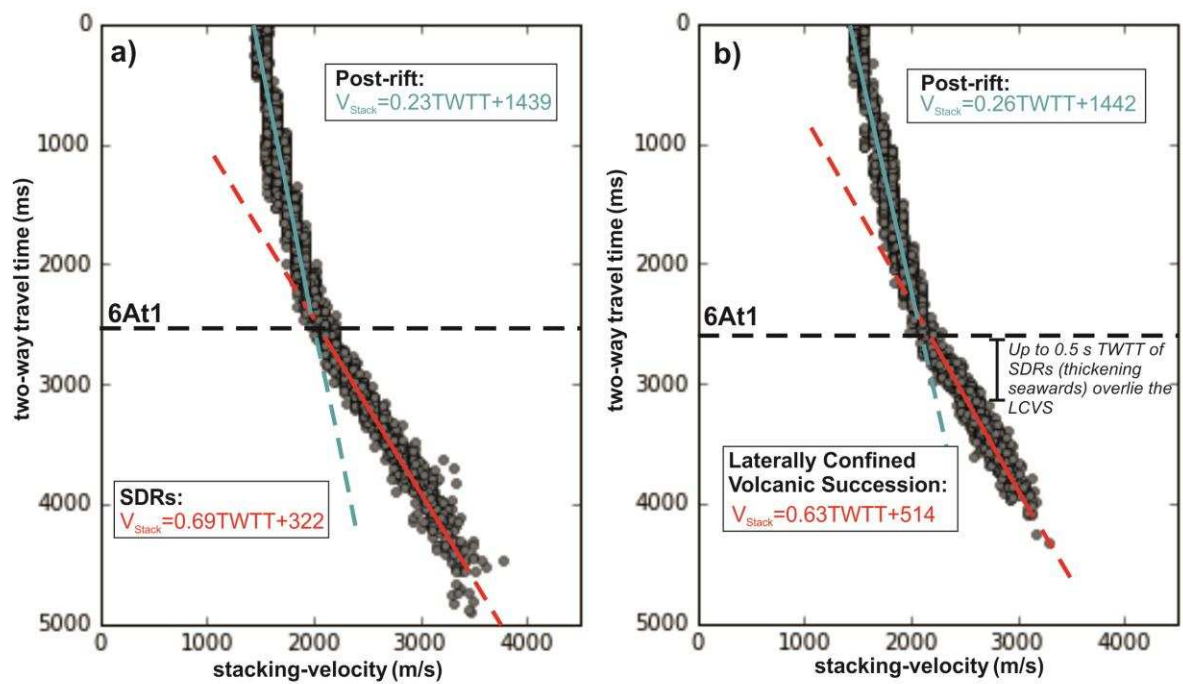 a)
Post-rift:
VStack=0.23TWTT+1439
6At1
SDRs:
VStack=0.69TWTT+322
0
1000
2000
3000
4000
5000
two-way travel time (ms)
0
1000
2000
3000
4000
stacking-velocity (m/s)
b)
Post-rift:
VStack=0.26TWTT+1442
6At1
Up to 0.5 s TWTT of
SDRs (thickening
seawards) overlie the
LCVS
Laterally Confined
Volcanic Succession:
VStack=0.63TWTT+514
0
1000
2000
3000
4000
5000
two-way travel time (ms)
0
1000
2000
3000
4000
stacking-velocity (m/s)